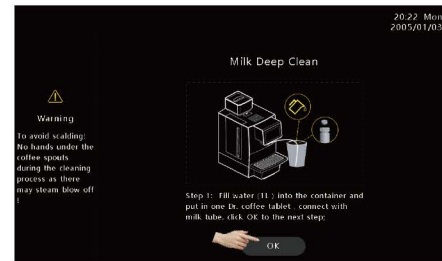 20:22 Mon
2005/01/03
Milk Deep Clean
Warning
To avoid scalding!
No hands under the
coffee spouts
during the cleaning
process as there
may steam blow off
!
Step 1: Fill water (1L) into the container and
put in one Dr. coffee tablet , connect with
milk tube, click OK to the next step;
OK